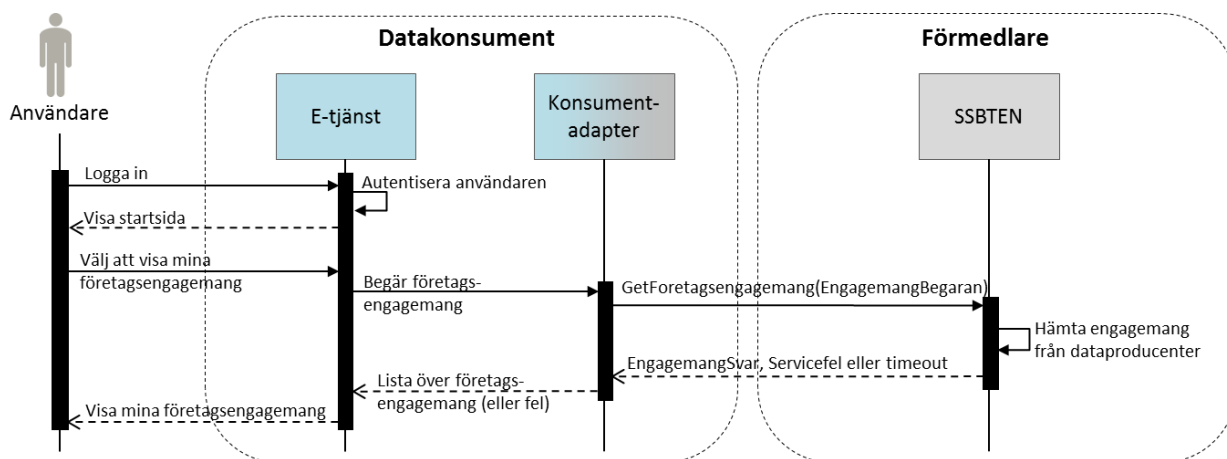 Datakonsument
Förmedlare
Användare
E-tjänst
Konsument-
adapter
SSBTEN
Logga in
Autentisera användaren
Visa startsida
Välj att visa mina
företagsengagemang
Begär företags-
engagemang
GetForetagsengagemang(EngagemangBegaran)
Hämta engagemang
från dataproducenter
EngagemangSvar, Servicefel eller timeout
Lista över företags-
engagemang (eller fel)
Visa mina företagsengagemang